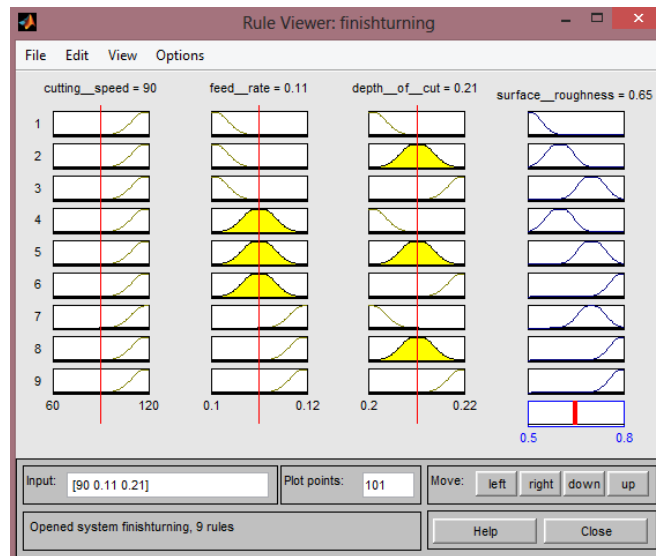 Rule Viewer: finishturning
File Edit View Options
cutting__speed = 90 feed__rate = 0.11 depth__of__cut = 0.21 surface__roughness = 0.65
1
2
3
4
5
6
7
8
9
60 120 0.1 0.12 0.2 0.22
0.5 0.8
Input: [90 0.11 0.21] Plot points: 101 Move: left right down up
Opened system finishturning, 9 rules Help Close